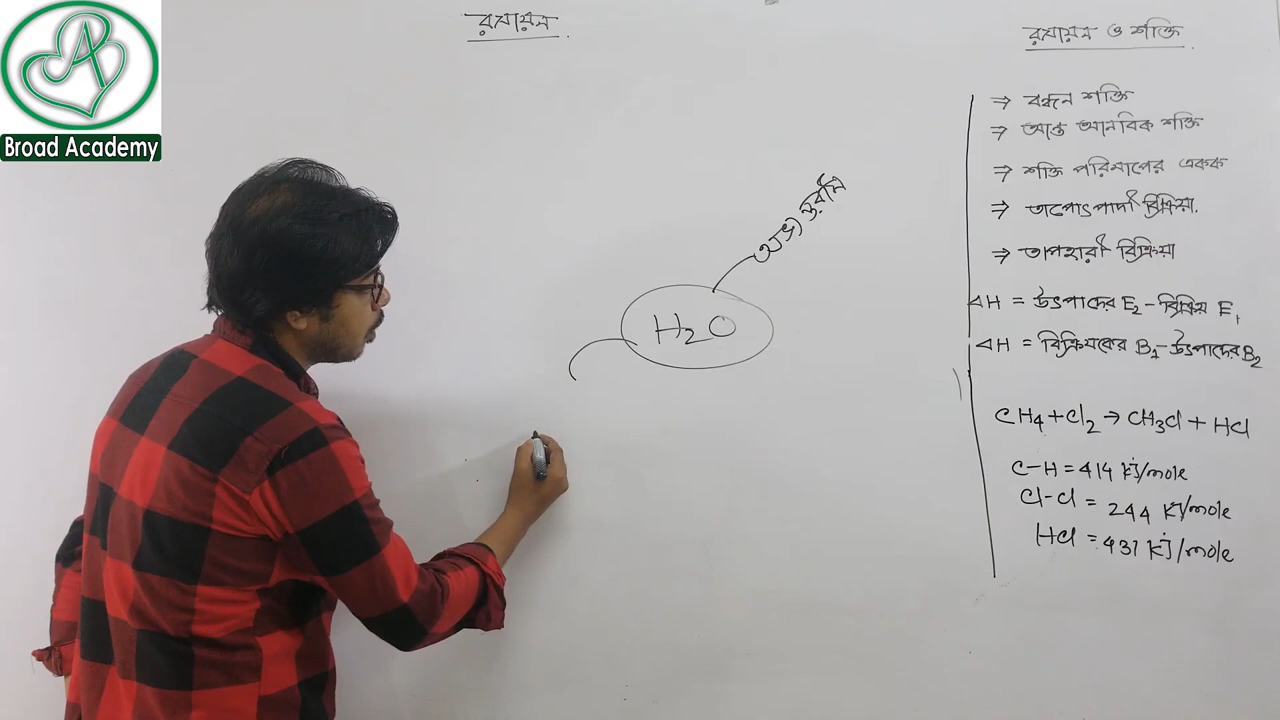 Broad Academy
রসায়ন
H2O
রসায়ন ও শক্তি
⇒ বন্ধন শক্তি
⇒ আন্ত আনবিক শক্তি
⇒ শক্তি পরিমাপের একক
⇒ তাপোৎপাদী বিক্রিয়া.
⇒ তাপহারী বিক্রিয়া
ΔH = উৎপাদের E2 - বিক্রিয় E1
ΔH = বিক্রিয়কের B1 - উৎপাদের B2
CH4 + Cl2 → CH3Cl + HCl
C-H = 414 kJ/mole
Cl-Cl = 244 kJ/mole
HCl = 431 kJ/mole